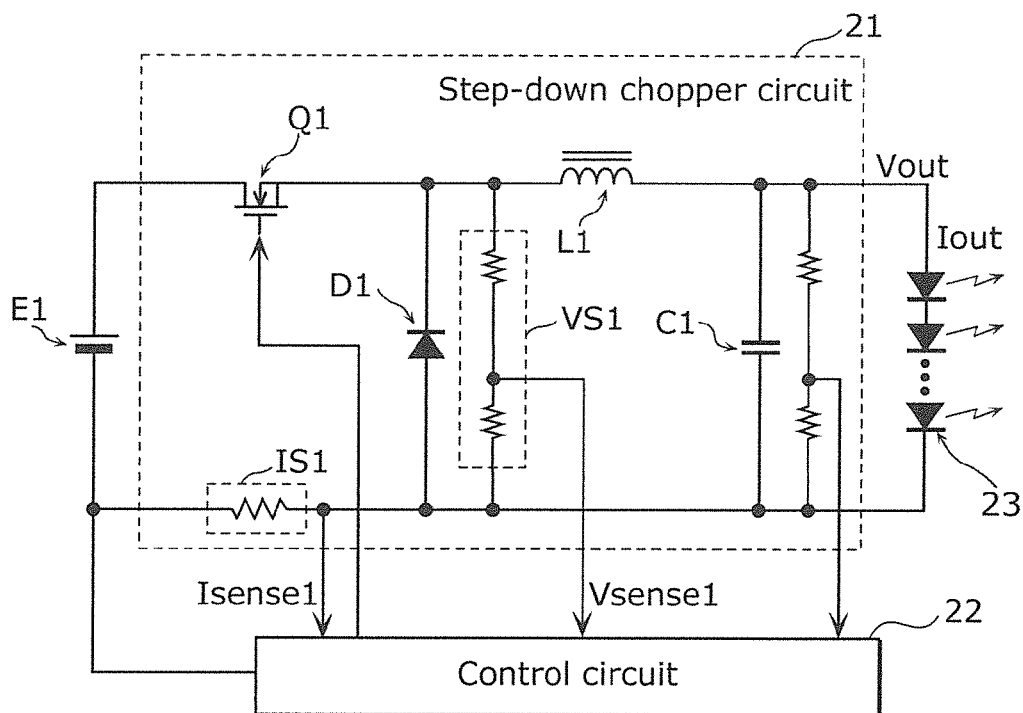 21
Step-down chopper circuit
Q1
Vout
L1
Iout
D1
E1
VS1
C1
IS1
23
Isense1
Vsense1
22
Control circuit